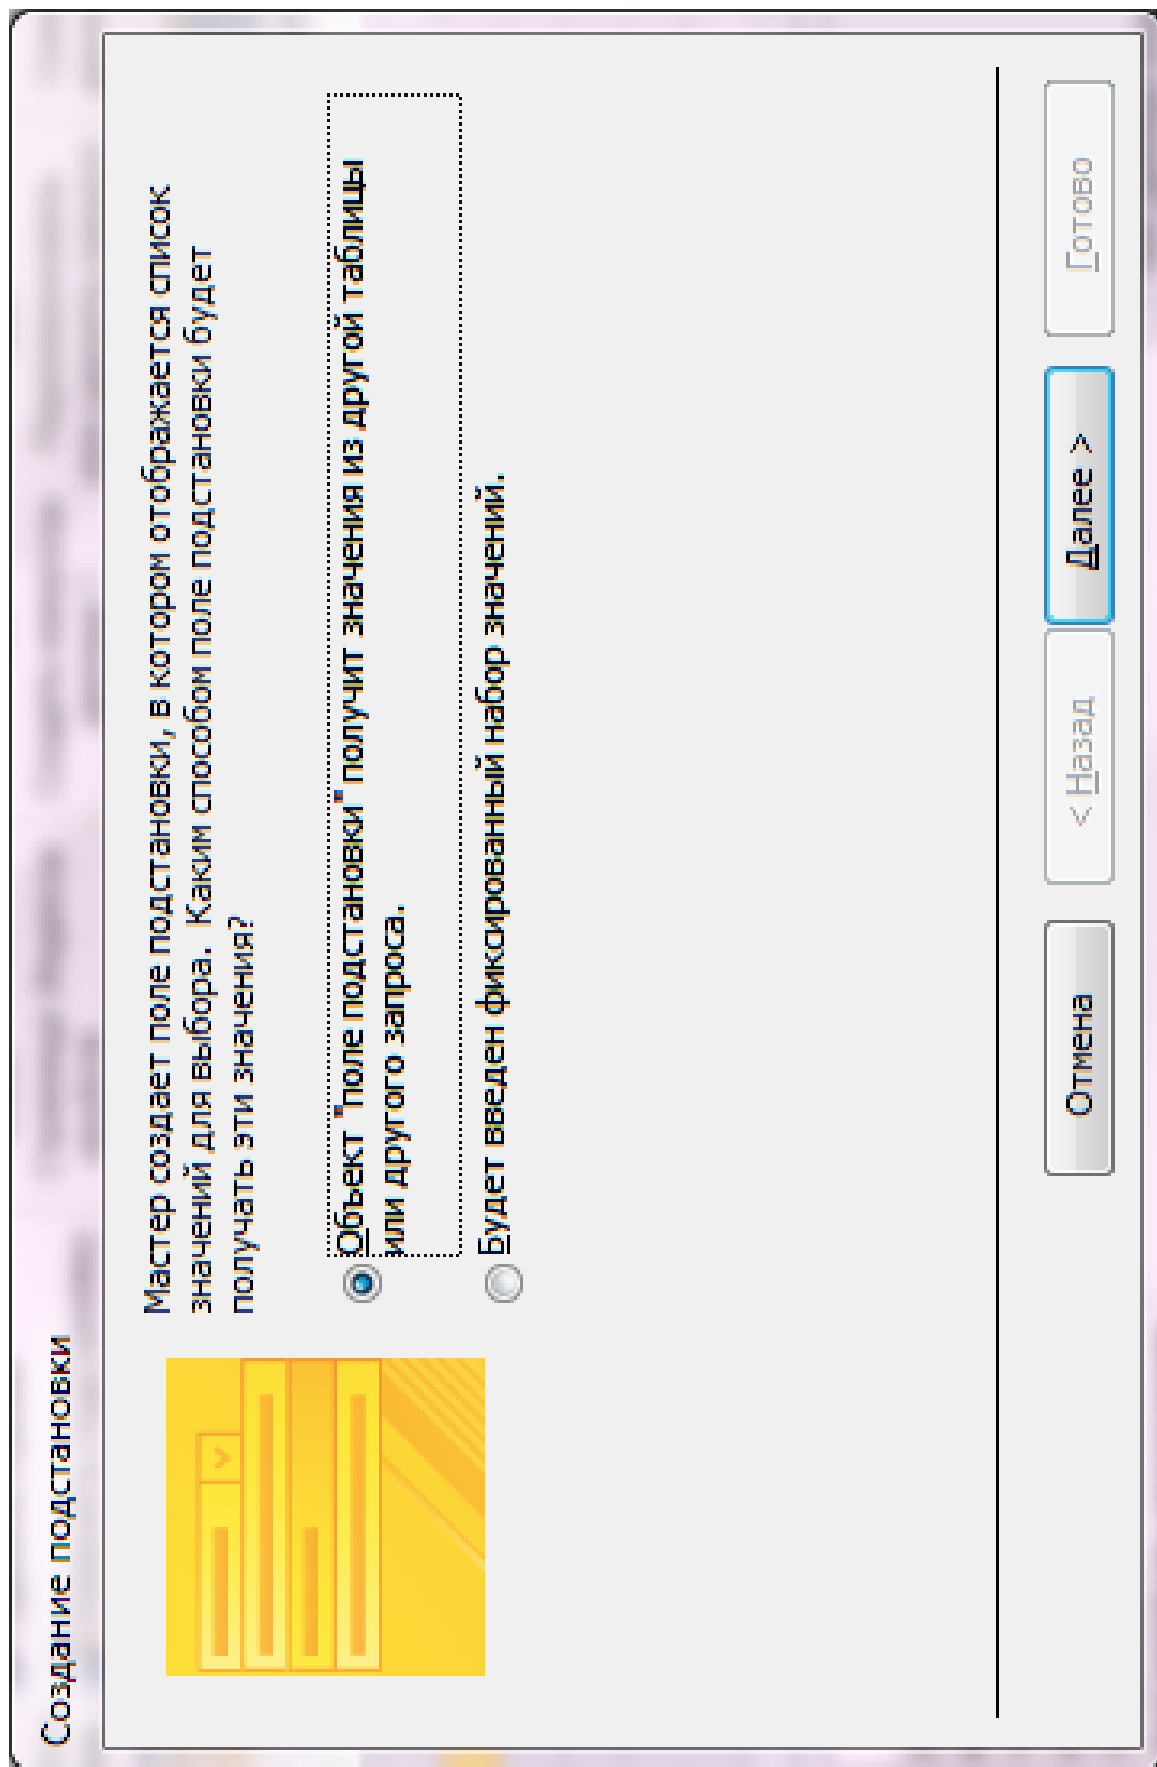 Создание подстановки
Мастер создает поле подстановки, в котором отображается список
значений для выбора.  Каким способом поле подстановки будет
получать эти значения?
Объект "поле подстановки" получит значения из другой таблицы
или другого запроса.
Будет введен фиксированный набор значений.
Отмена
< Назад
Далее >
Готово